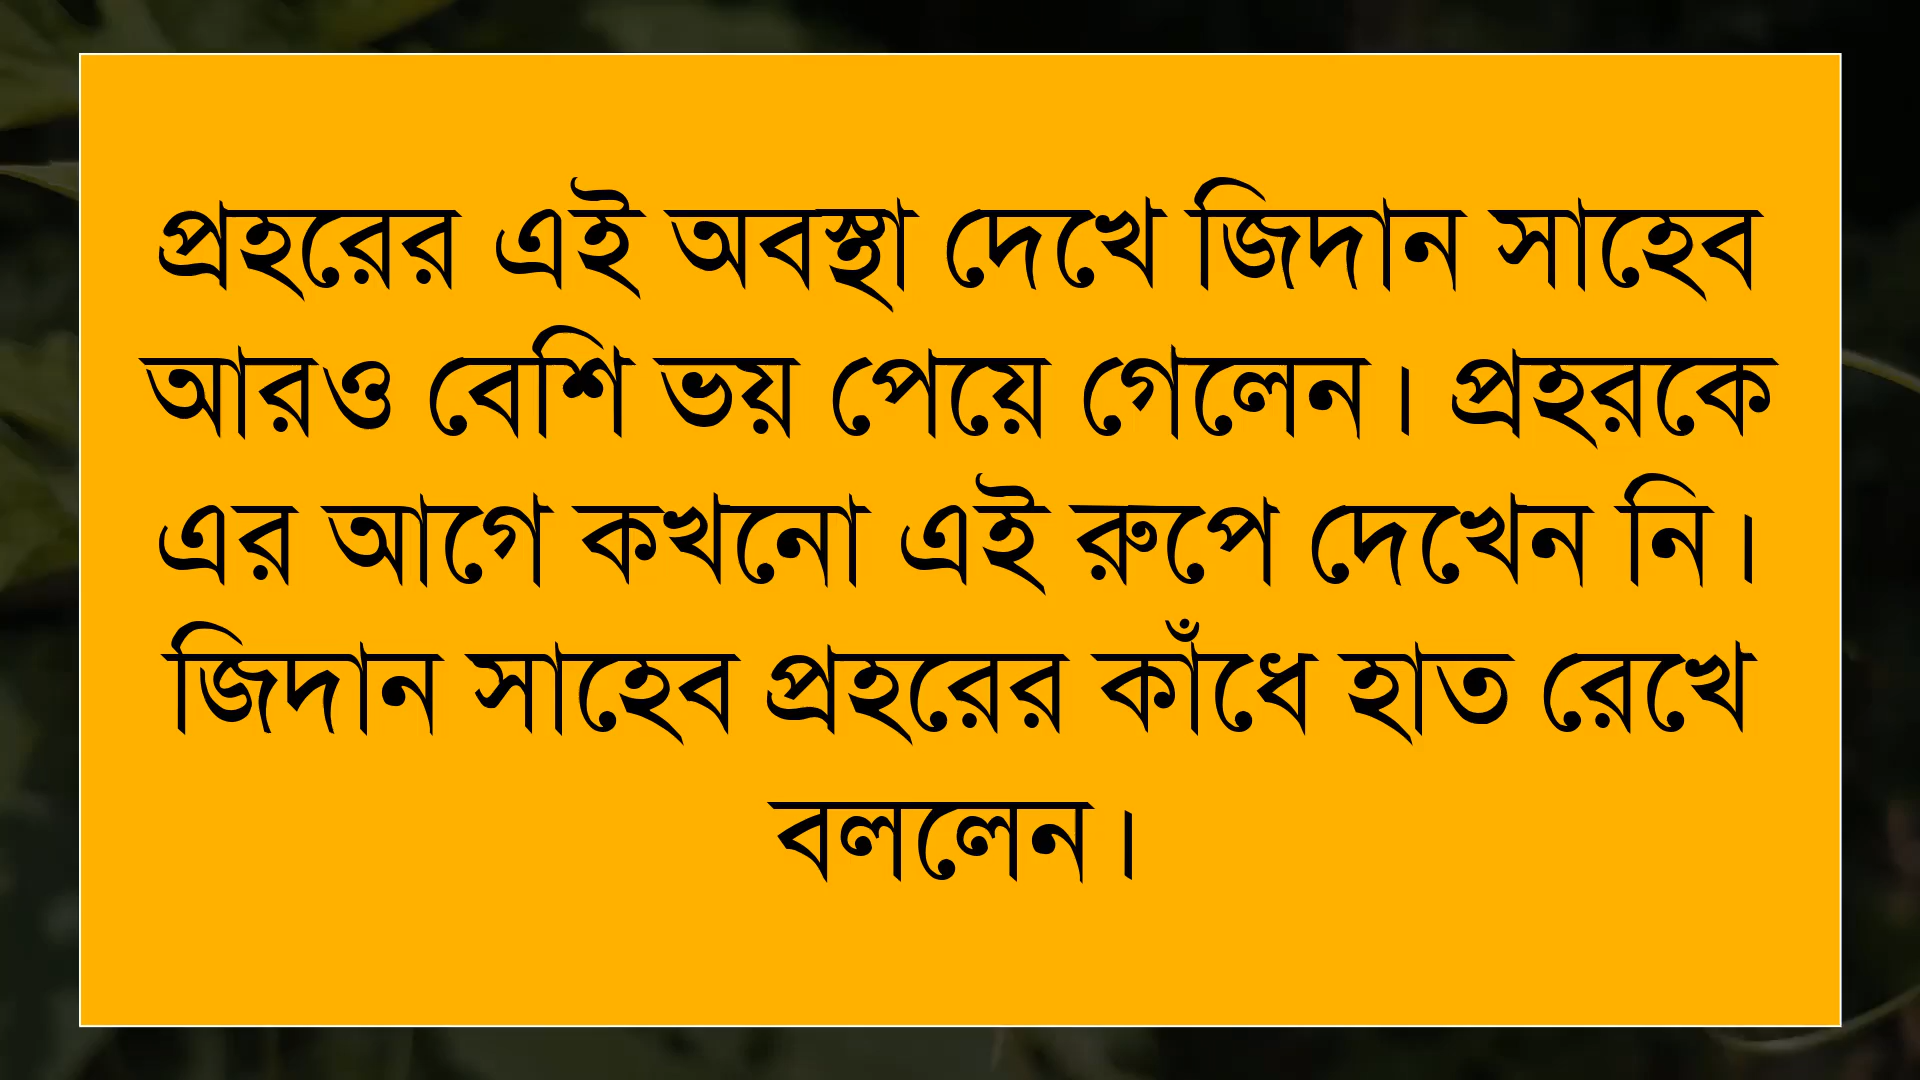 প্রহরের এই অবস্থা দেখে জিদান সাহেব
আরও বেশি ভয় পেয়ে গেলেন। প্রহরকে
এর আগে কখনো এই রুপে দেখেন নি।
জিদান সাহেব প্রহরের কাঁধে হাত রেখে
বললেন।